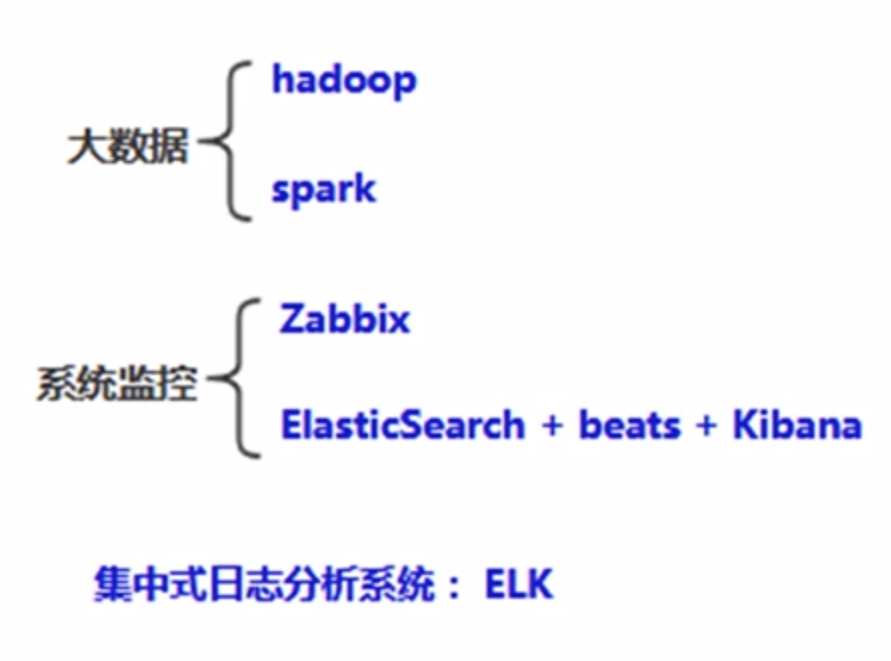 hadoop
大数据
spark
Zabbix
系统监控
ElasticSearch + beats + Kibana
集中式日志分析系统： ELK